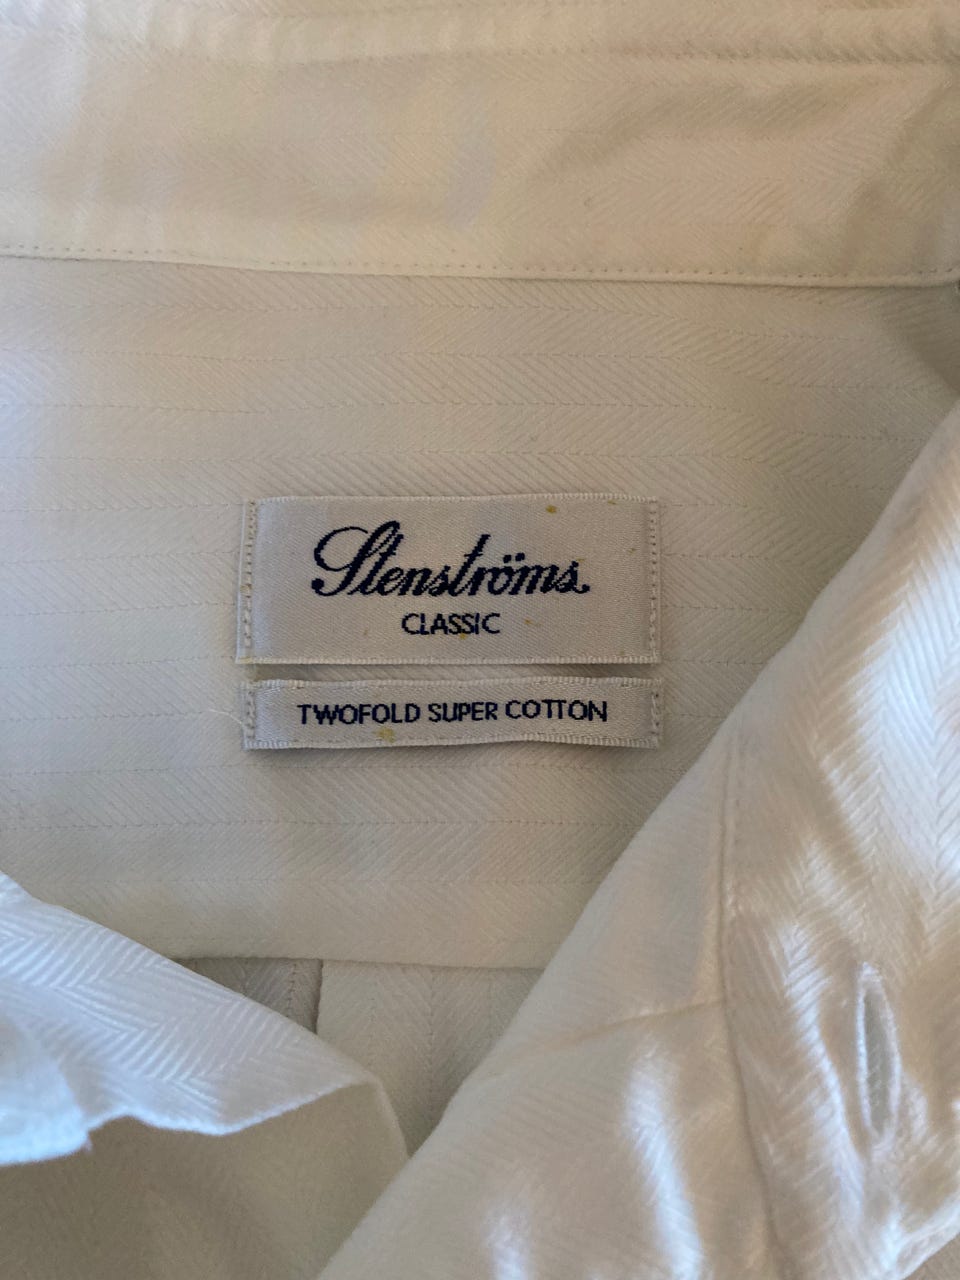 Stenströms
CLASSIC
TWOFOLD SUPER COTTON